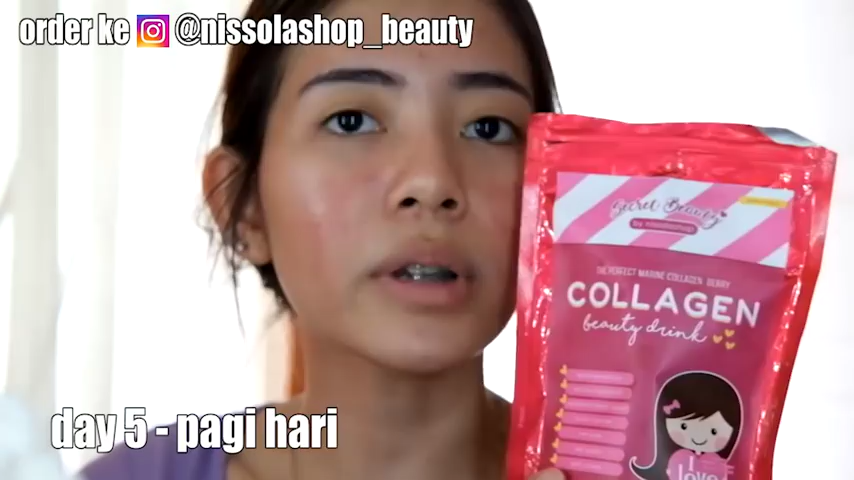 order ke @nissolashop_beauty
Secret Beauty
by nissolashop
THE PERFECT MARINE COLLAGEN BERRY
COLLAGEN
beauty drink
I
love
day 5 - pagi hari